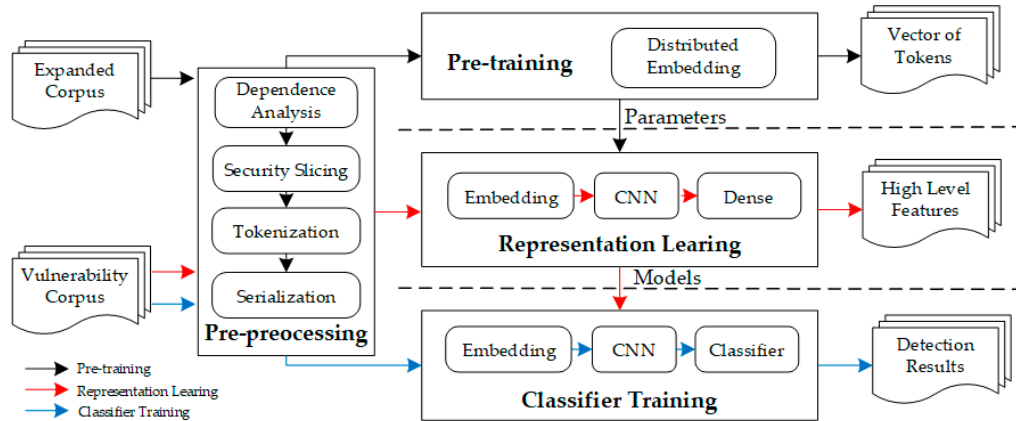 Expanded
Corpus
Vulnerability
Corpus
Dependence
Analysis
Security Slicing
Tokenization
Serialization
Pre-preocessing
Pre-training
Distributed
Embedding
Vector of
Tokens
Parameters
Embedding
CNN
Dense
Representation Learing
High Level
Features
Models
Embedding
CNN
Classifier
Classifier Training
Detection
Results
Pre-training
Representation Learing
Classifier Training